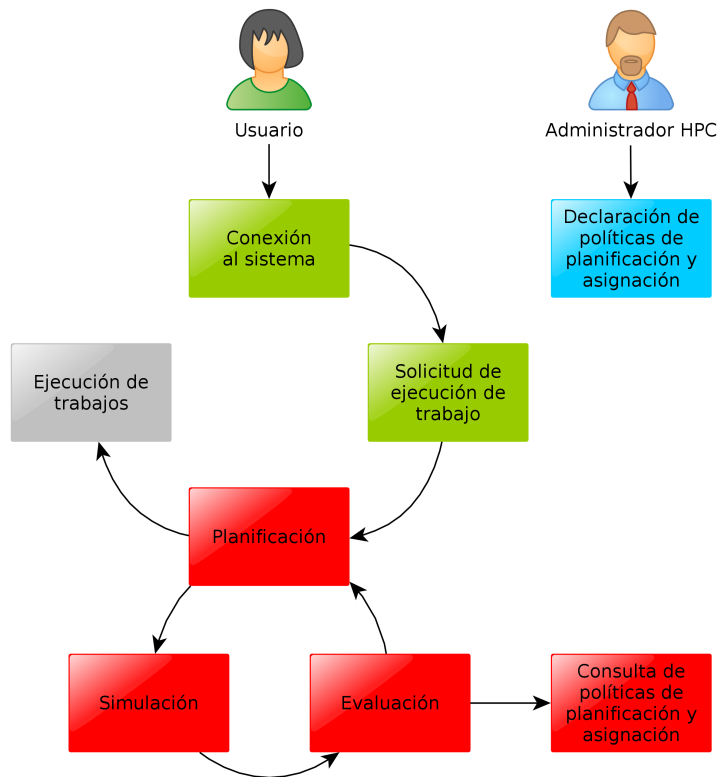 Usuario
Administrador HPC
Conexión
al sistema
Declaración de
políticas de
planificación y
asignación
Ejecución de
trabajos
Solicitud de
ejecución de
trabajo
Planificación
Simulación
Evaluación
Consulta de
políticas de
planificación y
asignación